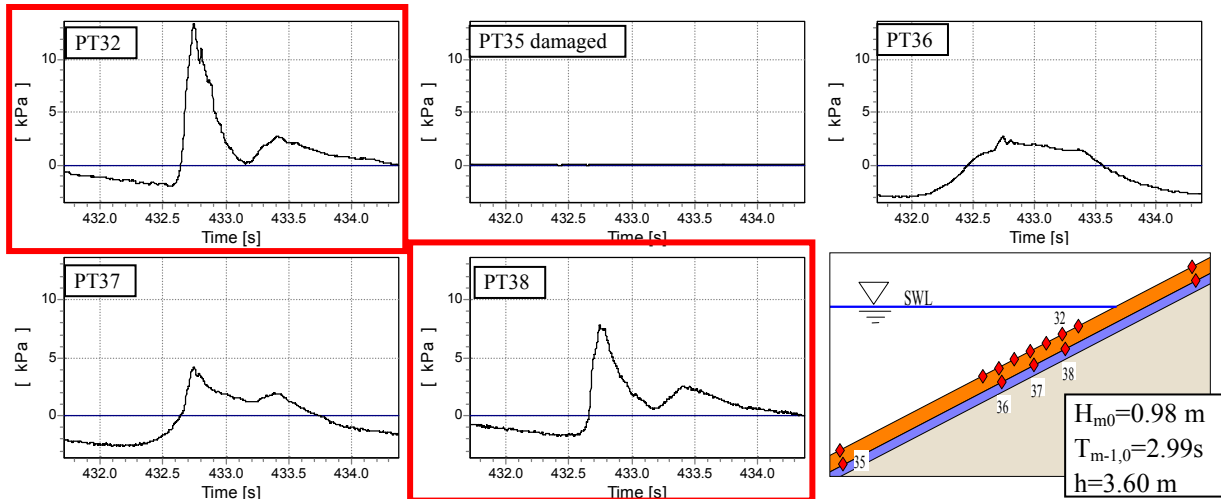 PT32
[ kPa ]
10
5
0
432.0 432.5 433.0 433.5 434.0
Time [s]
PT35 damaged
[ kPa ]
10
5
0
432.0 432.5 433.0 433.5 434.0
Time [s]
PT36
[ kPa ]
10
5
0
432.0 432.5 433.0 433.5 434.0
Time [s]
PT37
[ kPa ]
10
5
0
432.0 432.5 433.0 433.5 434.0
Time [s]
PT38
[ kPa ]
10
5
0
432.0 432.5 433.0 433.5 434.0
Time [s]
SWL
32
38
37
36
35
Hm0=0.98 m
Tm-1,0=2.99s
h=3.60 m